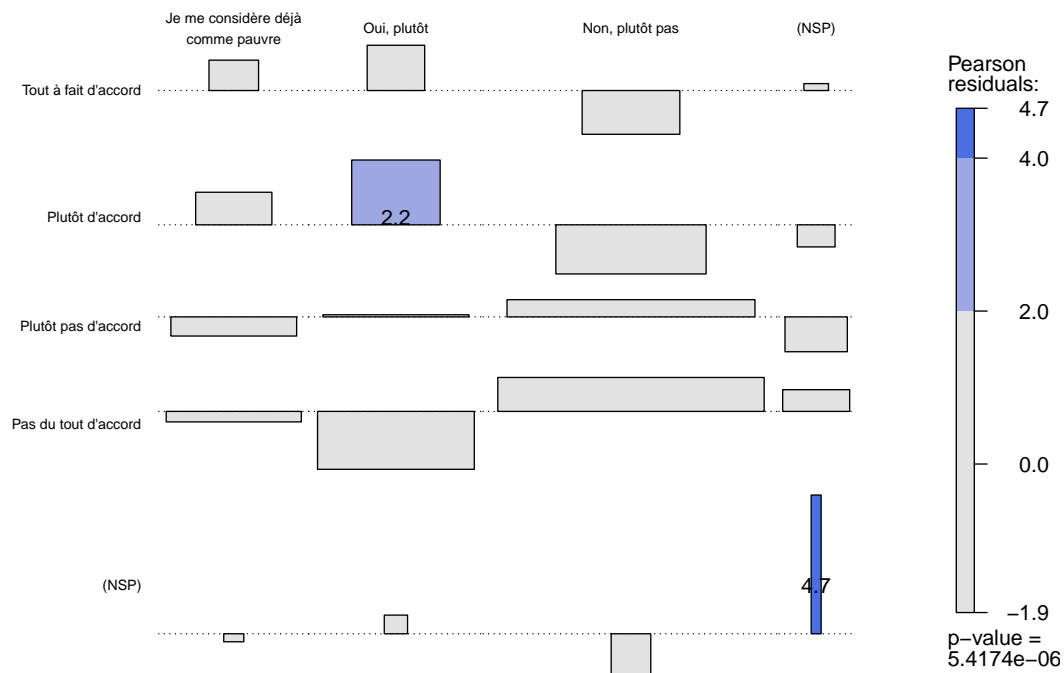 Je me considère déjà
comme pauvre
Oui, plutôt
Non, plutôt pas
(NSP)
Tout à fait d'accord
Plutôt d'accord
2.2
Plutôt pas d'accord
Pas du tout d'accord
(NSP)
4.7
Pearson
residuals:
4.7
4.0
2.0
0.0
−1.9
p−value =
5.4174e−06